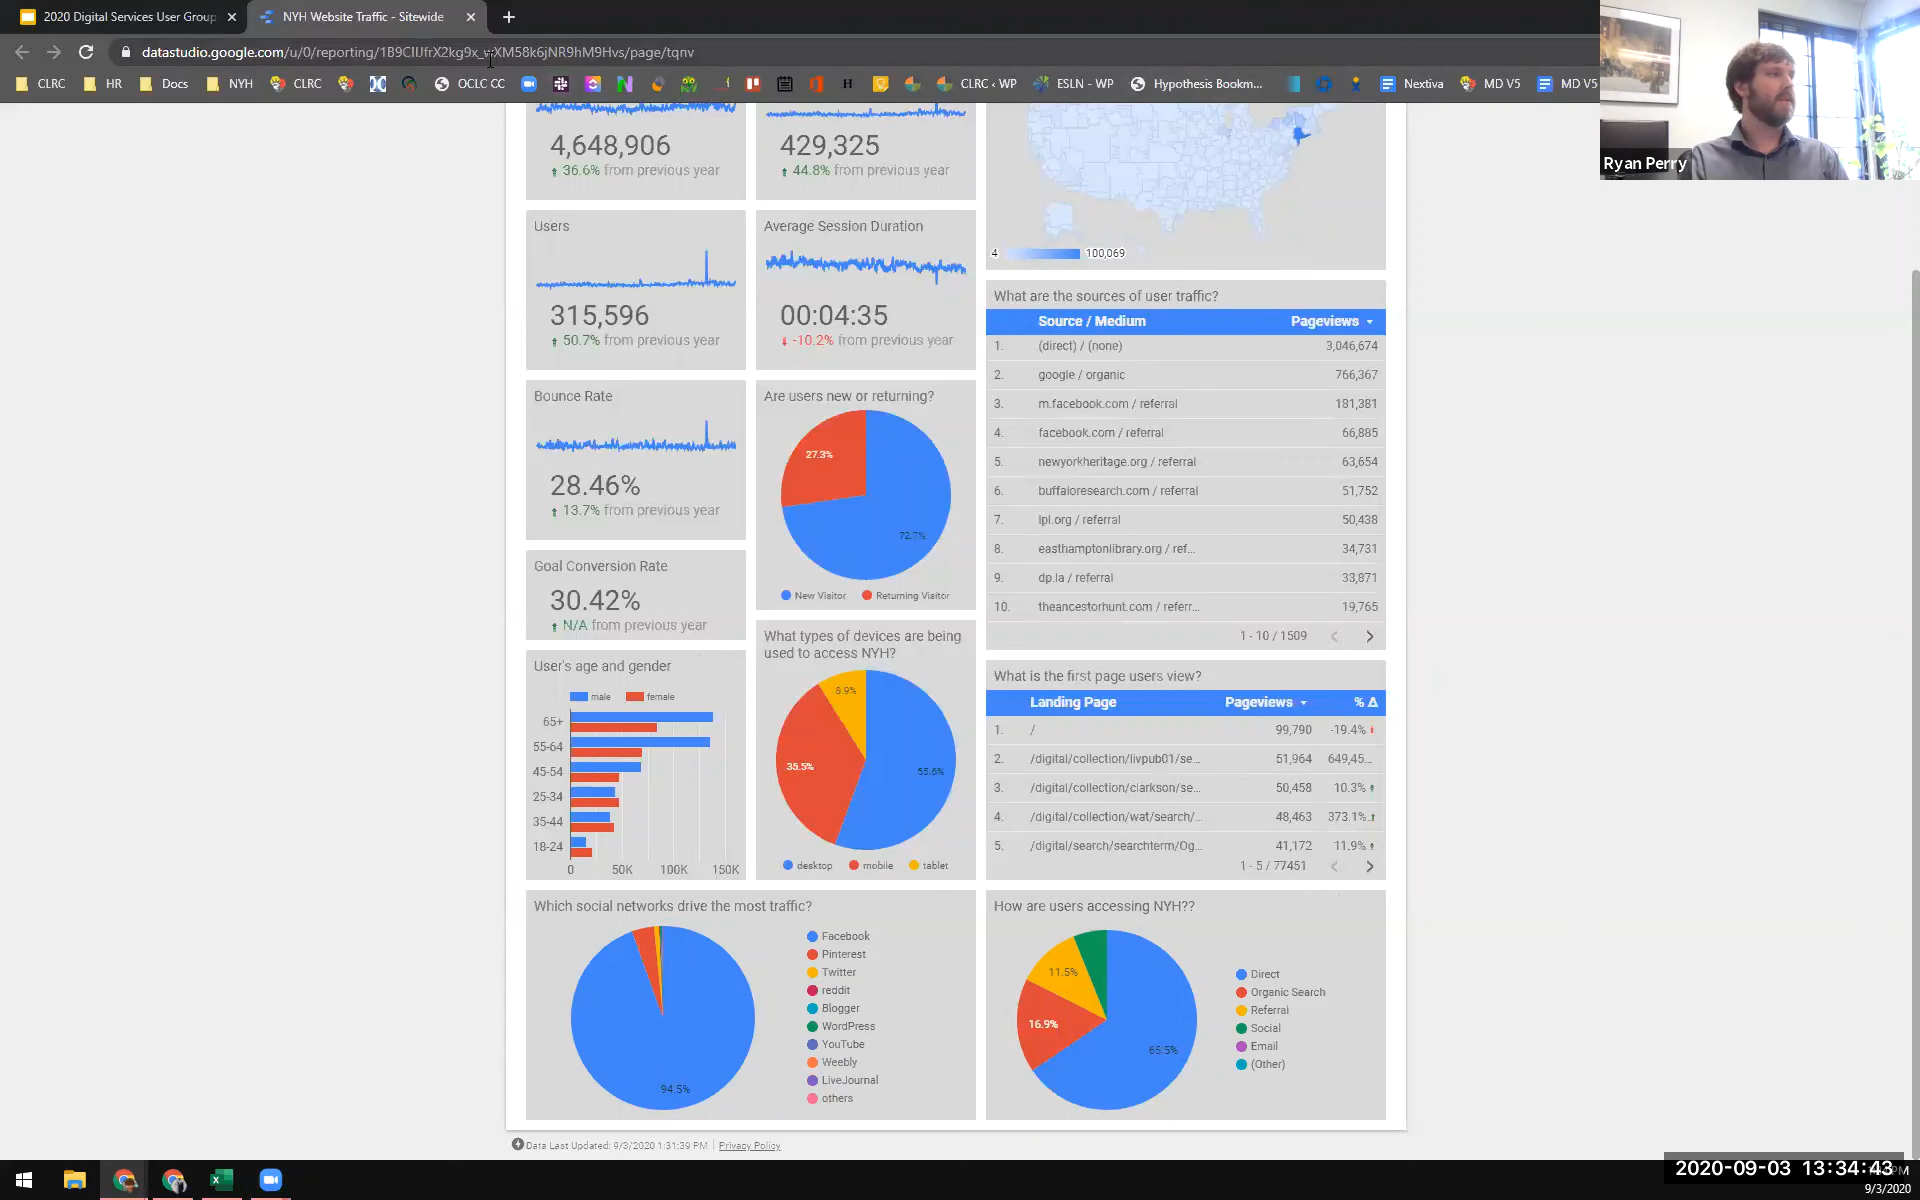 2020 Digital Services User Group
NYH Website Traffic - Sitewide
CLRC
HR
Docs
NYH
CLRC
OCLC CC
CLRC ‹ WP
ESLN - WP
Hypothesis Bookm...
Nextiva
MD V5
MD V5
Ryan Perry
4,648,906
36.6% from previous year
429,325
44.8% from previous year
4
100,069
Users
315,596
50.7% from previous year
Average Session Duration
00:04:35
-10.2% from previous year
Bounce Rate
28.46%
13.7% from previous year
Are users new or returning?
27.3%
72.7%
New Visitor
Returning Visitor
Goal Conversion Rate
30.42%
N/A from previous year
What are the sources of user traffic?
Source / Medium Pageviews
1. (direct) / (none) 3,046,674
2. google / organic 766,367
3. m.facebook.com / referral 181,381
4. facebook.com / referral 66,885
5. newyorkheritage.org / referral 63,654
6. buffaloresearch.com / referral 51,752
7. ipl.org / referral 50,438
8. easthamptonlibrary.org / ref... 34,731
9. dp.la / referral 33,871
10. theancestorhunt.com / referr... 19,765
1 - 10 / 1509
User's age and gender
male
female
65+
55-64
45-54
25-34
35-44
18-24
0 50K 100K 150K
What types of devices are being
used to access NYH?
8.9%
35.5%
55.6%
desktop
mobile
tablet
What is the first page users view?
Landing Page Pageviews % Δ
1. / 99,790 -19.4%
2. /digital/collection/livpub01/se... 51,964 649,45...
3. /digital/collection/clarkson/se... 50,458 10.3%
4. /digital/collection/wat/search/... 48,463 373.1%
5. /digital/search/searchterm/Og... 41,172 11.9%
1 - 5 / 77451
Which social networks drive the most traffic?
94.5%
Facebook
Pinterest
Twitter
reddit
Blogger
WordPress
YouTube
Weebly
LiveJournal
others
How are users accessing NYH??
11.5%
16.9%
65.5%
Direct
Organic Search
Referral
Social
Email
(Other)
Data Last Updated: 9/3/2020 1:31:39 PM
Privacy Policy
2020-09-03 13:34:43
PM
9/3/2020